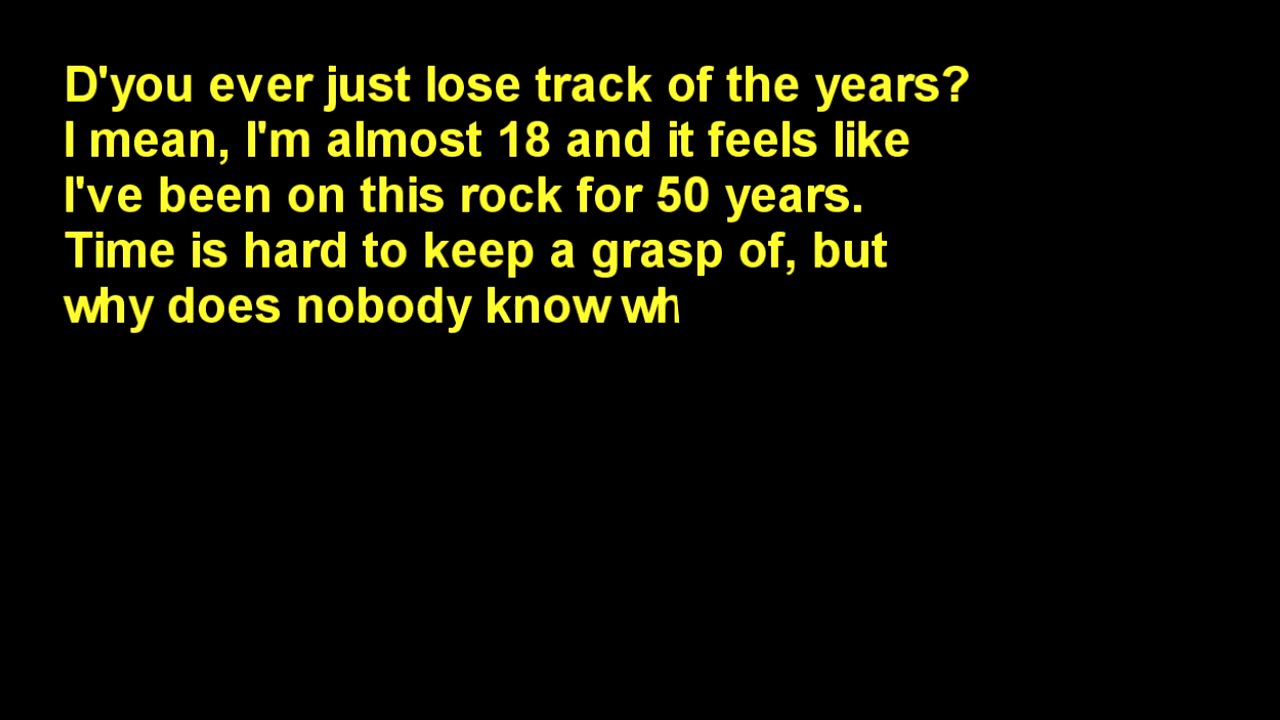 D'you ever just lose track of the years?
I mean, I'm almost 18 and it feels like
I've been on this rock for 50 years.
Time is hard to keep a grasp of, but
why does nobody know wh